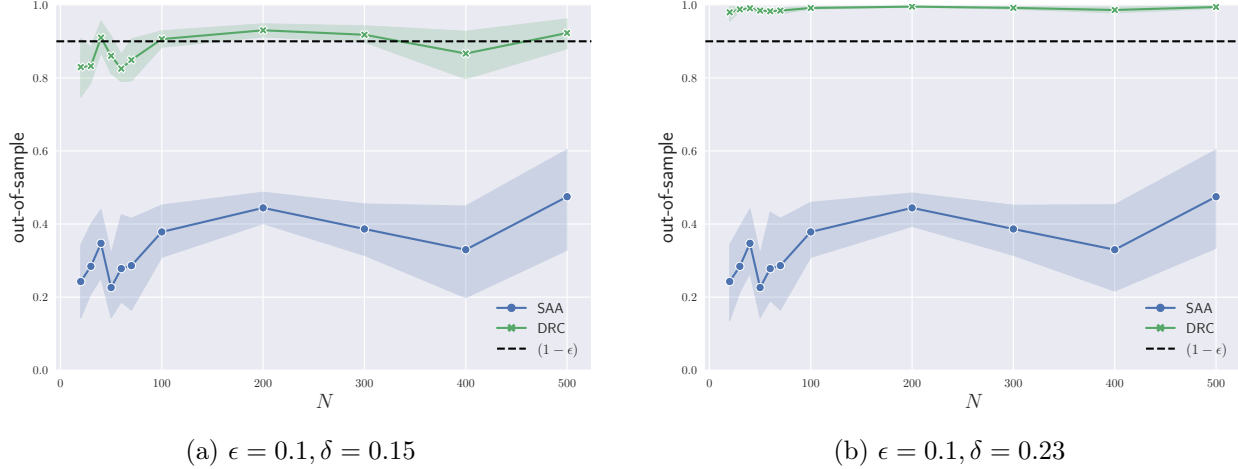 1.0
0.8
0.6
0.4
0.2
0.0
out-of-sample
0
100
200
300
400
500
N
SAA
DRC
(1 − ϵ)
(a) ϵ = 0.1, δ = 0.15
1.0
0.8
0.6
0.4
0.2
0.0
out-of-sample
0
100
200
300
400
500
N
SAA
DRC
(1 − ϵ)
(b) ϵ = 0.1, δ = 0.23